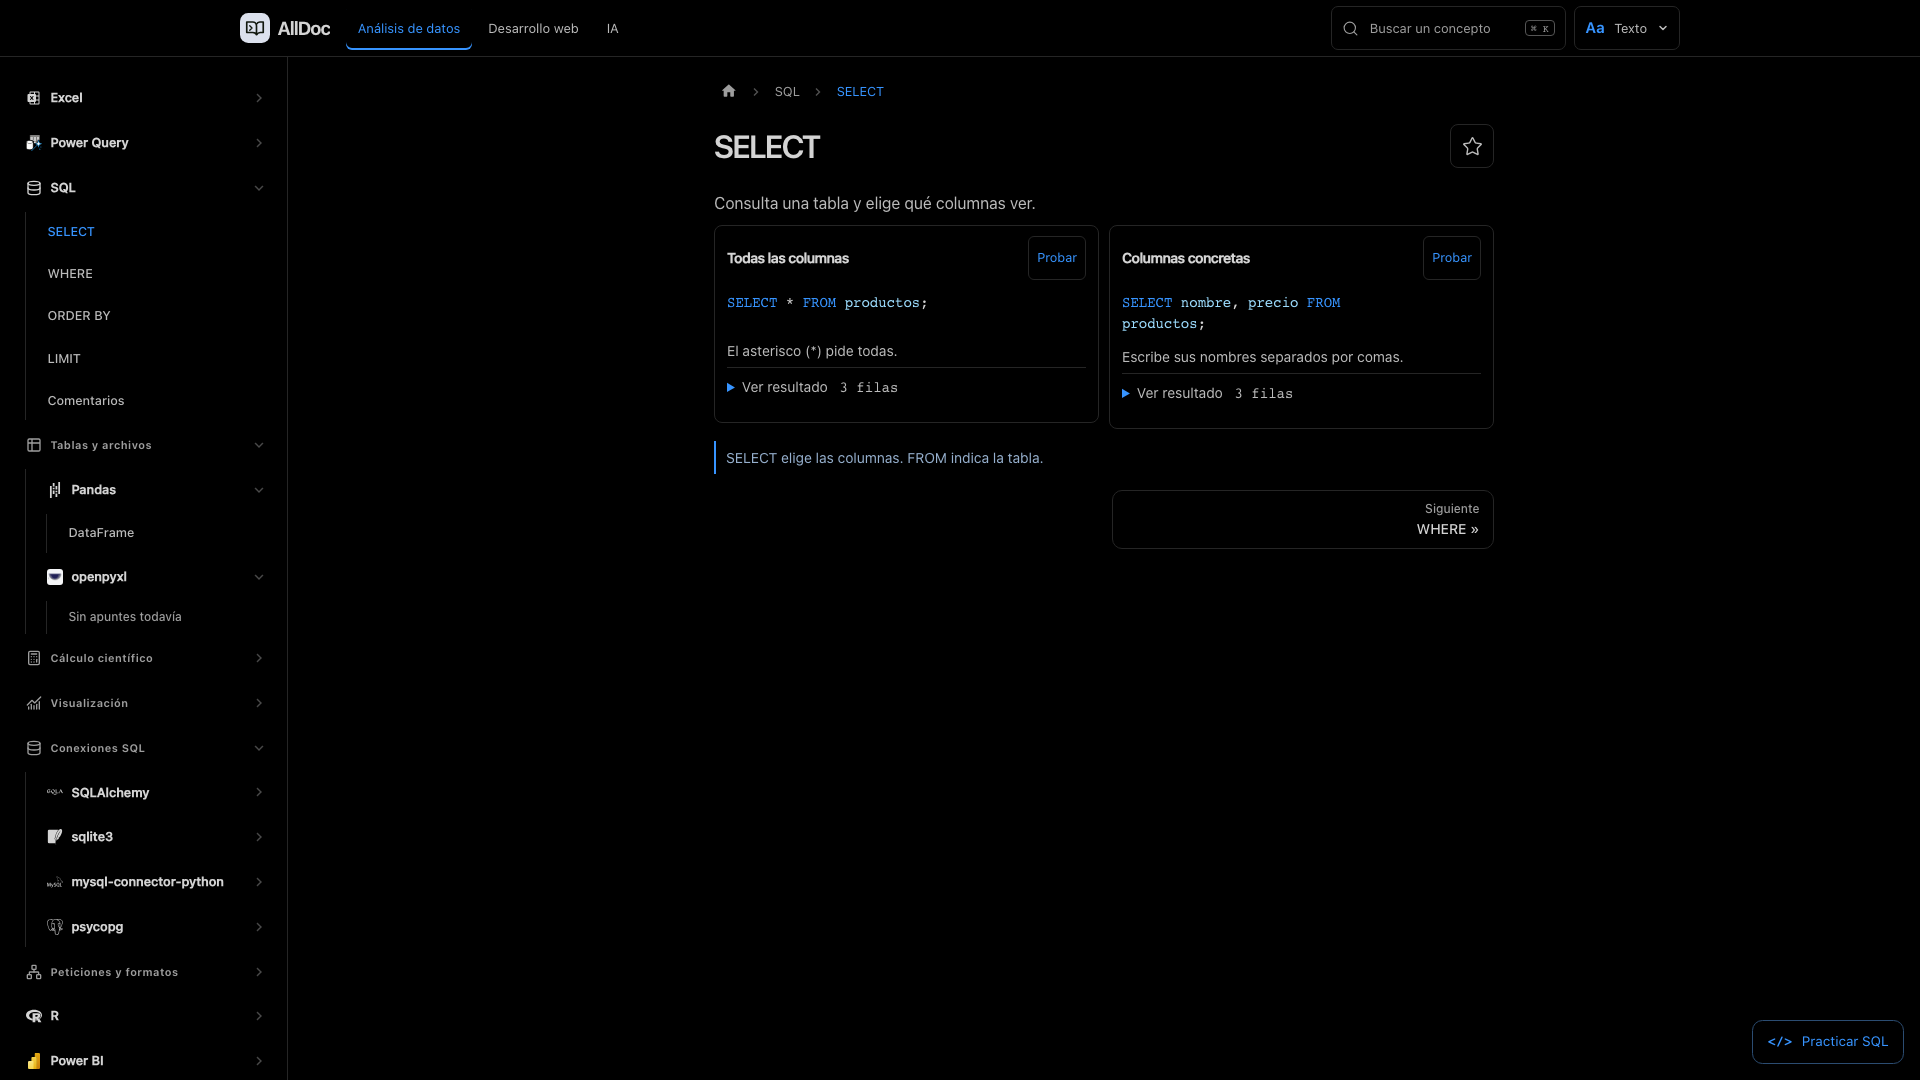 AllDoc
Análisis de datos
Desarrollo web
IA
Buscar un concepto
⌘ K
Aa Texto
Excel
Power Query
SQL
SELECT
WHERE
ORDER BY
LIMIT
Comentarios
Tablas y archivos
Pandas
DataFrame
openpyxl
Sin apuntes todavía
Cálculo científico
Visualización
Conexiones SQL
SQLAlchemy
sqlite3
mysql-connector-python
psycopg
Peticiones y formatos
R
Power BI
SQL
SELECT
SELECT
Consulta una tabla y elige qué columnas ver.
Todas las columnas
Probar
SELECT * FROM productos;
El asterisco (*) pide todas.
Ver resultado 3 filas
Columnas concretas
Probar
SELECT nombre, precio FROM
productos;
Escribe sus nombres separados por comas.
Ver resultado 3 filas
SELECT elige las columnas. FROM indica la tabla.
Siguiente
WHERE »
</> Practicar SQL